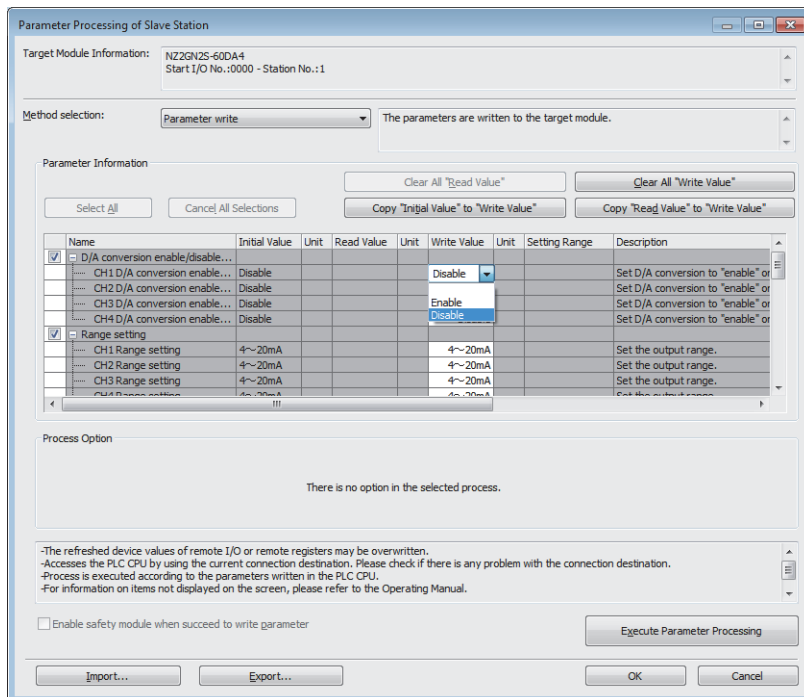 Parameter Processing of Slave Station
Target Module Information:
NZ2GN2S-60DA4
Start I/O No.:0000 - Station No.:1
Method selection:
Parameter write
The parameters are written to the target module.
Parameter Information
Clear All "Read Value"
Clear All "Write Value"
Select All
Cancel All Selections
Copy "Initial Value" to "Write Value"
Copy "Read Value" to "Write Value"
Name Initial Value Unit Read Value Unit Write Value Unit Setting Range Description
D/A conversion enable/disable...
CH1 D/A conversion enable... Disable Disable Set D/A conversion to "enable" or
CH2 D/A conversion enable... Disable Set D/A conversion to "enable" or
CH3 D/A conversion enable... Disable Enable Set D/A conversion to "enable" or
CH4 D/A conversion enable... Disable Disable Set D/A conversion to "enable" or
Range setting
CH1 Range setting 4～20mA 4～20mA Set the output range.
CH2 Range setting 4～20mA 4～20mA Set the output range.
CH3 Range setting 4～20mA 4～20mA Set the output range.
CH4 Range setting 4～20mA 4～20mA Set the output range.
Process Option
There is no option in the selected process.
-The refreshed device values of remote I/O or remote registers may be overwritten.
-Accesses the PLC CPU by using the current connection destination. Please check if there is any problem with the connection destination.
-Process is executed according to the parameters written in the PLC CPU.
-For information on items not displayed on the screen, please refer to the Operating Manual.
Enable safety module when succeed to write parameter
Execute Parameter Processing
Import...
Export...
OK
Cancel